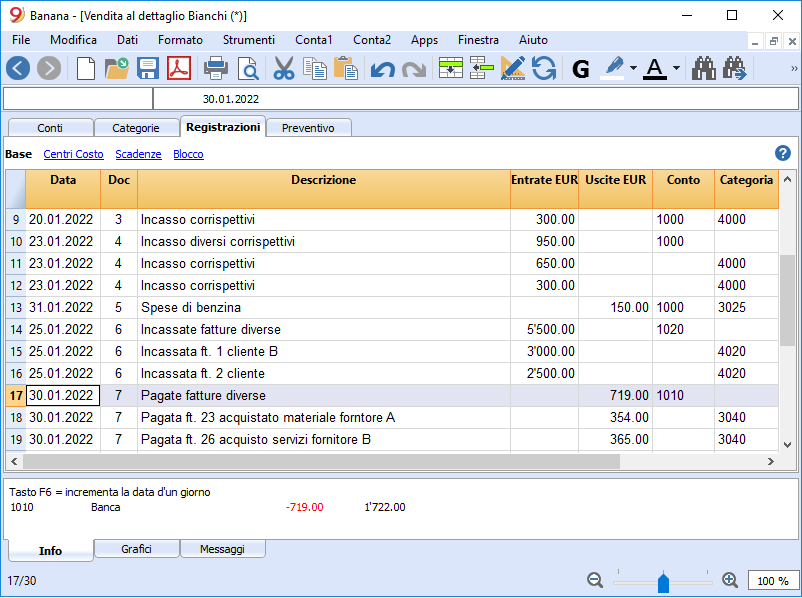 Banana - [Vendita al dettaglio Bianchi (*)]
File Modifica Dati Formato Strumenti Conta1 Conta2 Apps Finestra Aiuto
G A »
30.01.2022
Conti Categorie Registrazioni Preventivo
Base Centri Costo Scadenze Blocco ?
Data Doc Descrizione Entrate EUR Uscite EUR Conto Categoria
9 20.01.2022 3 Incasso corrispettivi 300.00 1000 4000
10 23.01.2022 4 Incasso diversi corrispettivi 950.00 1000
11 23.01.2022 4 Incasso corrispettivi 650.00 4000
12 23.01.2022 4 Incasso corrispettivi 300.00 4000
13 31.01.2022 5 Spese di benzina 150.00 1000 3025
14 25.01.2022 6 Incassate fatture diverse 5'500.00 1020
15 25.01.2022 6 Incassata ft. 1 cliente B 3'000.00 4020
16 25.01.2022 6 Incassata ft. 2 cliente 2'500.00 4020
17 30.01.2022 7 Pagate fatture diverse 719.00 1010
18 30.01.2022 7 Pagata ft. 23 acquistato materiale forntore A 354.00 3040
19 30.01.2022 7 Pagata ft. 26 acquisto servizi fornitore B 365.00 3040
Tasto F6 = incrementa la data d'un giorno
1010 Banca -719.00 1'722.00
Info Grafici Messaggi
17/30 100 %